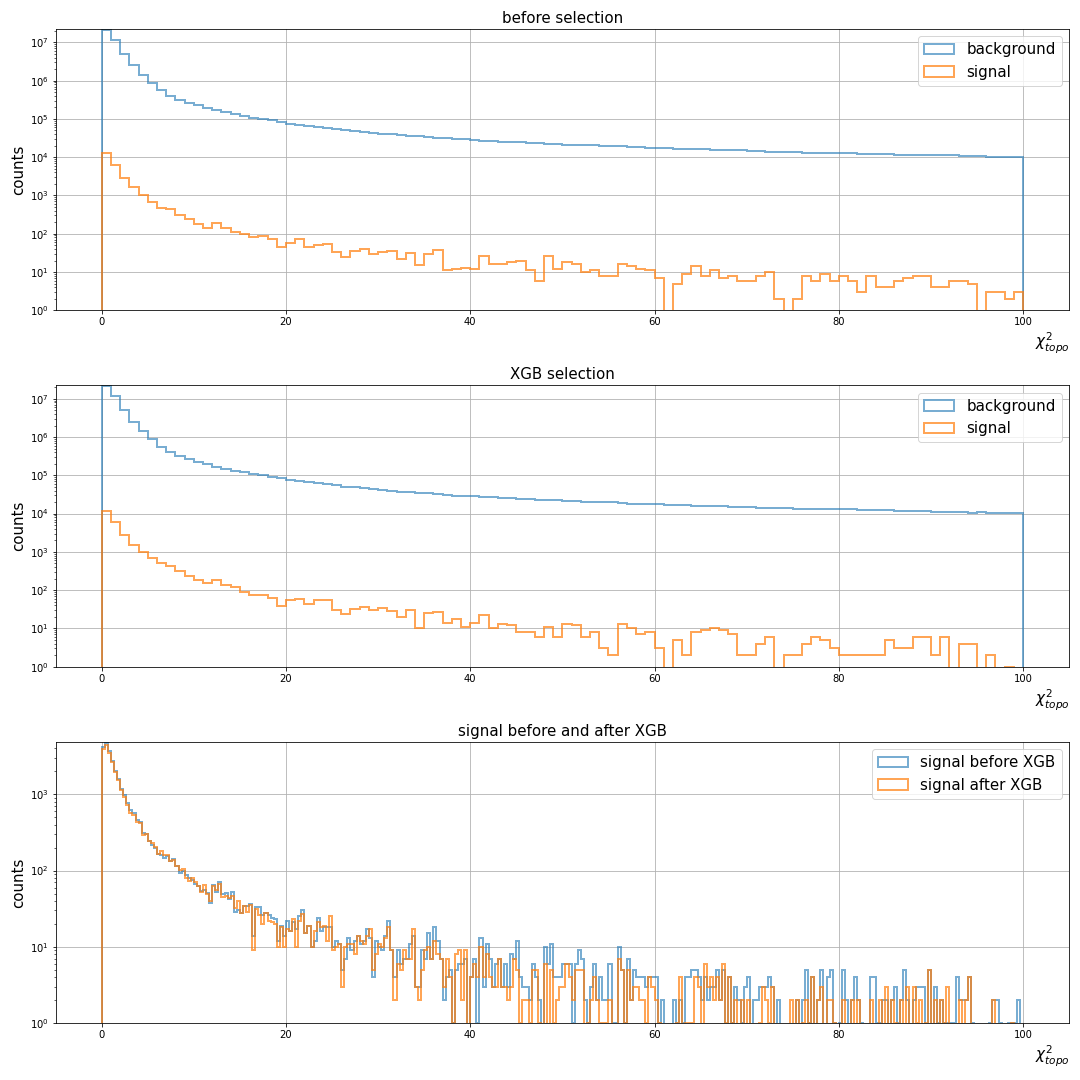 before selection
background
signal
counts
10⁷
10⁶
10⁵
10⁴
10³
10²
10¹
10⁰
0 20 40 60 80 100
χ²_topo
XGB selection
background
signal
counts
10⁷
10⁶
10⁵
10⁴
10³
10²
10¹
10⁰
0 20 40 60 80 100
χ²_topo
signal before and after XGB
signal before XGB
signal after XGB
counts
10³
10²
10¹
10⁰
0 20 40 60 80 100
χ²_topo